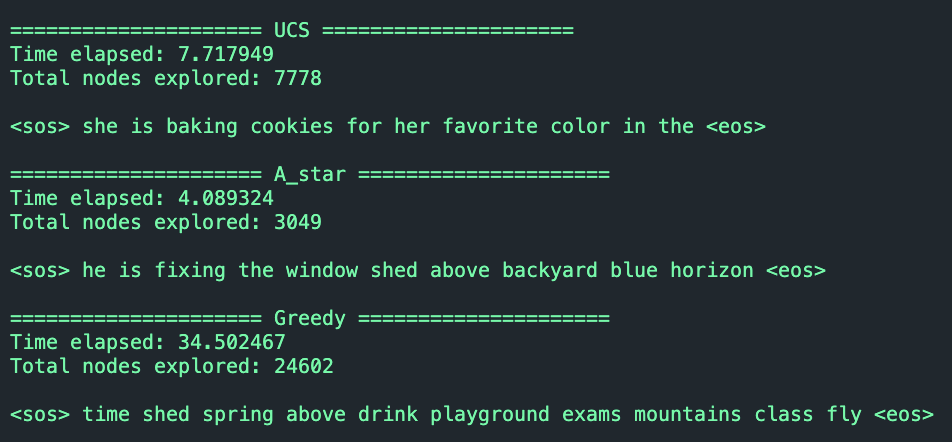 ===================== UCS =====================
Time elapsed: 7.717949
Total nodes explored: 7778
<sos> she is baking cookies for her favorite color in the <eos>
===================== A_star =====================
Time elapsed: 4.089324
Total nodes explored: 3049
<sos> he is fixing the window shed above backyard blue horizon <eos>
===================== Greedy =====================
Time elapsed: 34.502467
Total nodes explored: 24602
<sos> time shed spring above drink playground exams mountains class fly <eos>